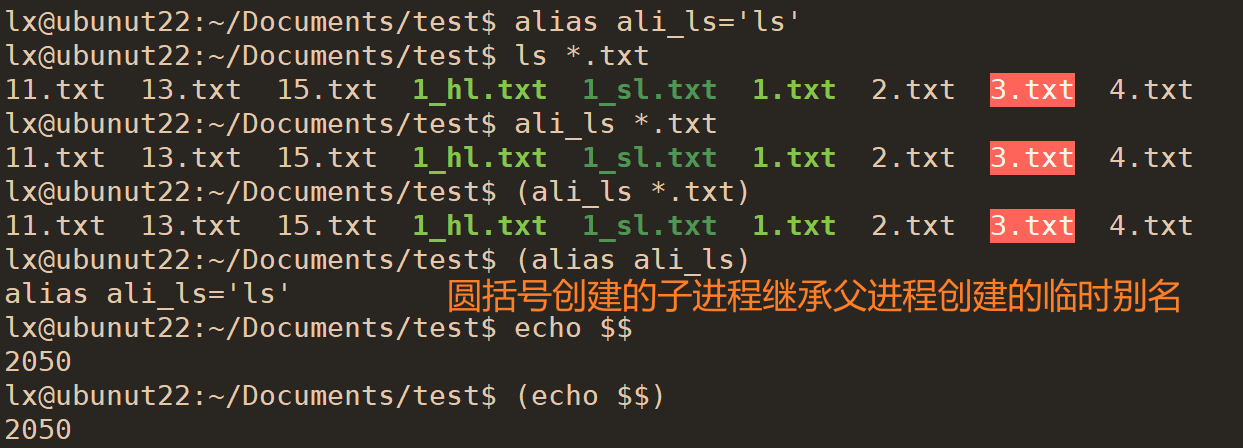 lx@ubunut22:~/Documents/test$ alias ali_ls='ls'
lx@ubunut22:~/Documents/test$ ls *.txt
11.txt  13.txt  15.txt  1_hl.txt  1_sl.txt  1.txt  2.txt  3.txt  4.txt
lx@ubunut22:~/Documents/test$ ali_ls *.txt
11.txt  13.txt  15.txt  1_hl.txt  1_sl.txt  1.txt  2.txt  3.txt  4.txt
lx@ubunut22:~/Documents/test$ (ali_ls *.txt)
11.txt  13.txt  15.txt  1_hl.txt  1_sl.txt  1.txt  2.txt  3.txt  4.txt
lx@ubunut22:~/Documents/test$ (alias ali_ls)
alias ali_ls='ls' 圆括号创建的子进程继承父进程创建的临时别名
lx@ubunut22:~/Documents/test$ echo $$
2050
lx@ubunut22:~/Documents/test$ (echo $$)
2050